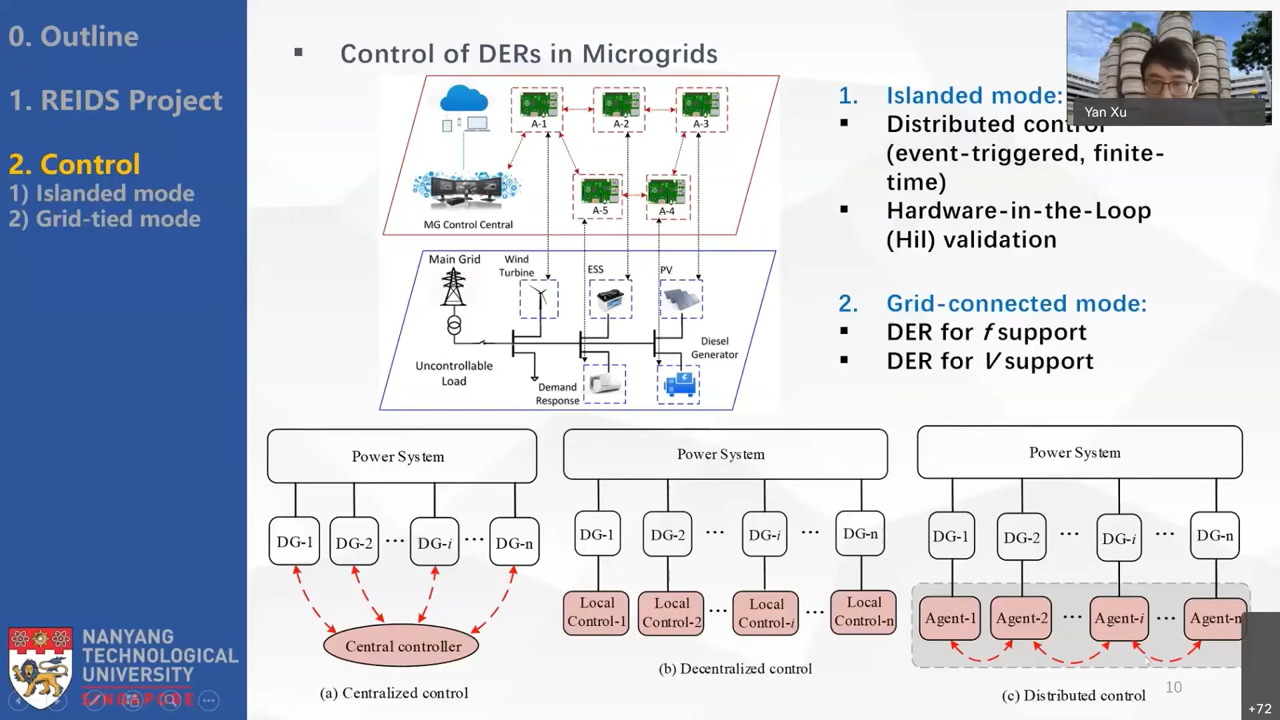 0. Outline
1. REIDS Project
2. Control
1) Islanded mode
2) Grid-tied mode
NANYANG
TECHNOLOGICAL
UNIVERSITY
SINGAPORE
▪ Control of DERs in Microgrids
A-1
A-2
A-3
A-5
A-4
MG Control Central
Main Grid
Wind
Turbine
ESS
PV
Diesel
Generator
Uncontrollable
Load
Demand
Response
Yan Xu
1. Islanded mode:
▪ Distributed control
(event-triggered, finite-
time)
▪ Hardware-in-the-Loop
(Hil) validation
2. Grid-connected mode:
▪ DER for f support
▪ DER for V support
Power System
DG-1
DG-2
...
DG-i
...
DG-n
Central controller
(a) Centralized control
Power System
DG-1
DG-2
...
DG-i
...
DG-n
Local
Control-1
Local
Control-2
...
Local
Control-i
...
Local
Control-n
(b) Decentralized control
Power System
DG-1
DG-2
...
DG-i
...
DG-n
Agent-1
Agent-2
...
Agent-i
...
Agent-n
(c) Distributed control
10
+72